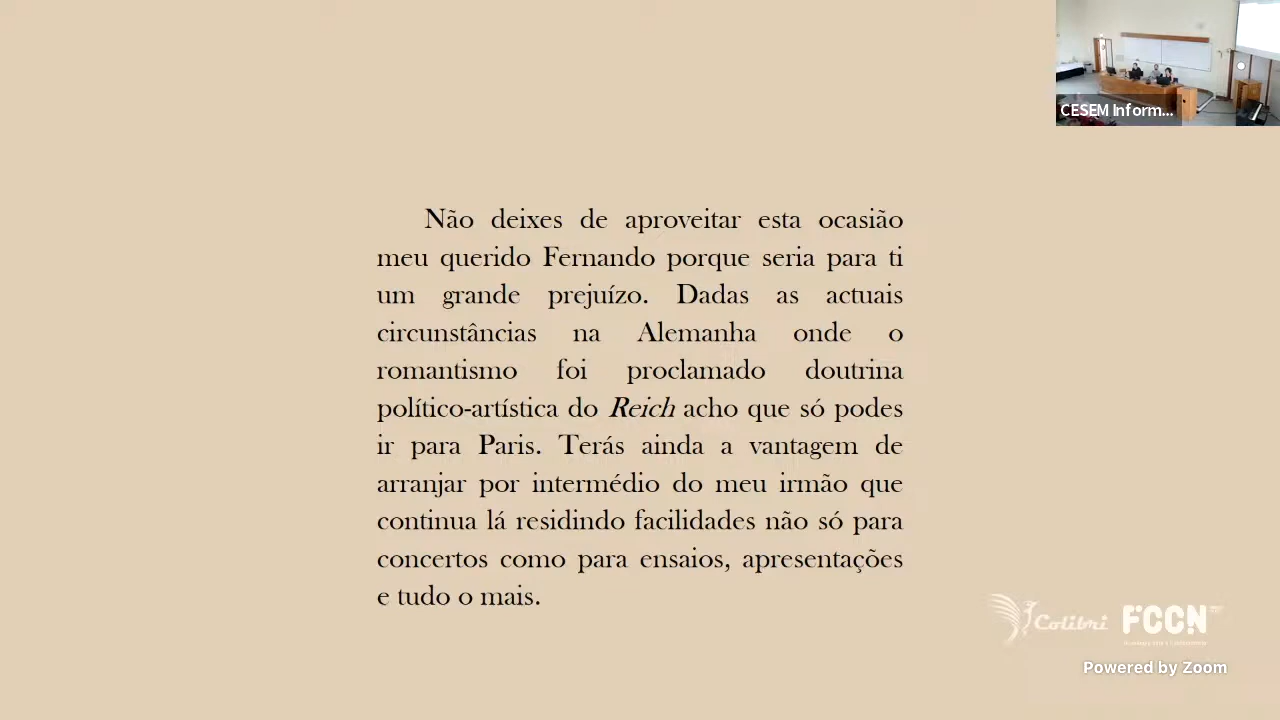 CESEM Inform...
Não deixes de aproveitar esta ocasião
meu querido Fernando porque seria para ti
um grande prejuízo. Dadas as actuais
circunstâncias na Alemanha onde o
romantismo foi proclamado doutrina
político-artística do Reich acho que só podes
ir para Paris. Terás ainda a vantagem de
arranjar por intermédio do meu irmão que
continua lá residindo facilidades não só para
concertos como para ensaios, apresentações
e tudo o mais.
Colibri FCCN
Powered by Zoom